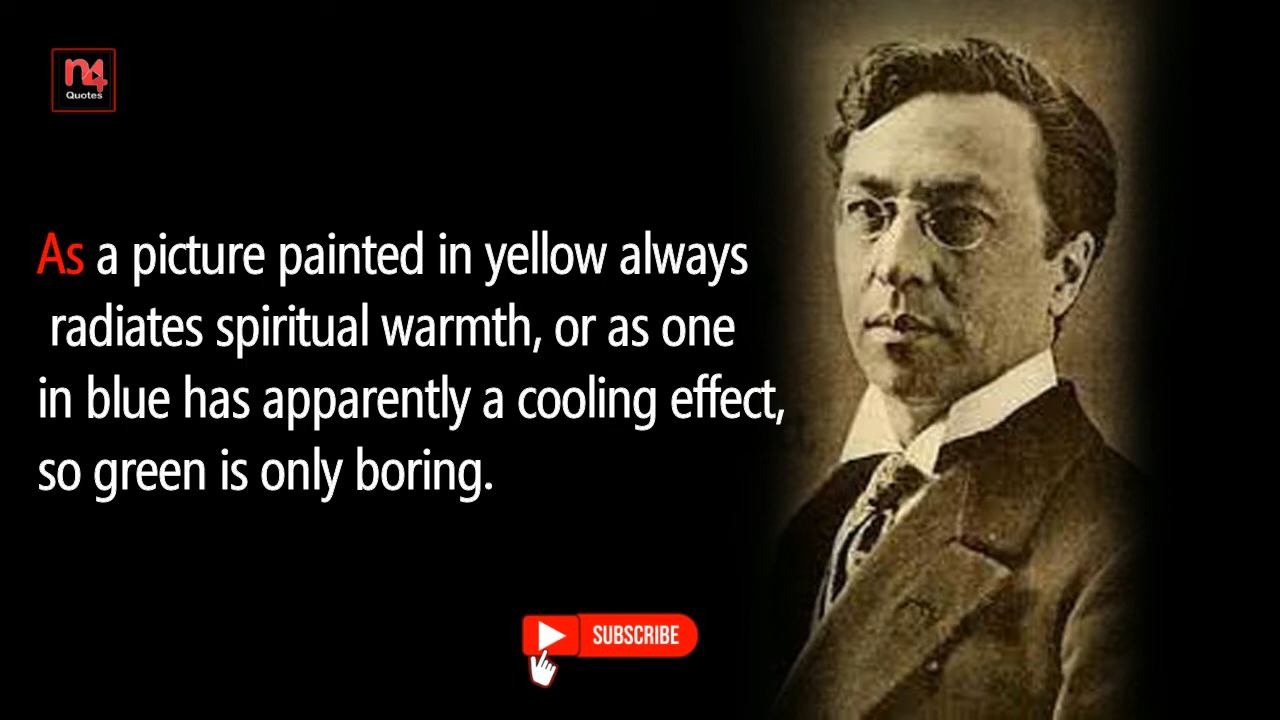 n4
Quotes
As a picture painted in yellow always
radiates spiritual warmth, or as one
in blue has apparently a cooling effect,
so green is only boring.
SUBSCRIBE